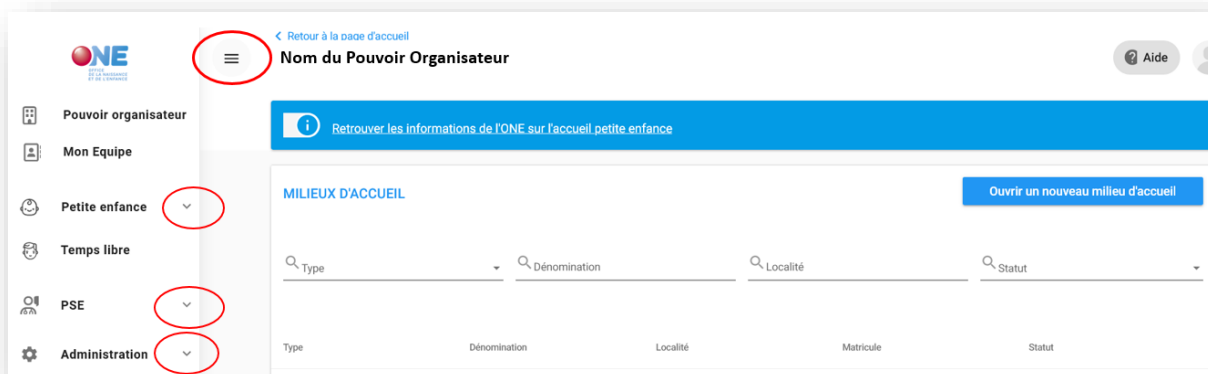 ONE
OFFICE
DE LA NAISSANCE
ET DE L'ENFANCE
Pouvoir organisateur
Mon Equipe
Petite enfance
Temps libre
PSE
Administration
Retour à la page d'accueil
Nom du Pouvoir Organisateur
Aide
Retrouver les informations de l'ONE sur l'accueil petite enfance
MILIEUX D'ACCUEIL
Ouvrir un nouveau milieu d'accueil
Type Dénomination Localité Statut
Type Dénomination Localité Matricule Statut